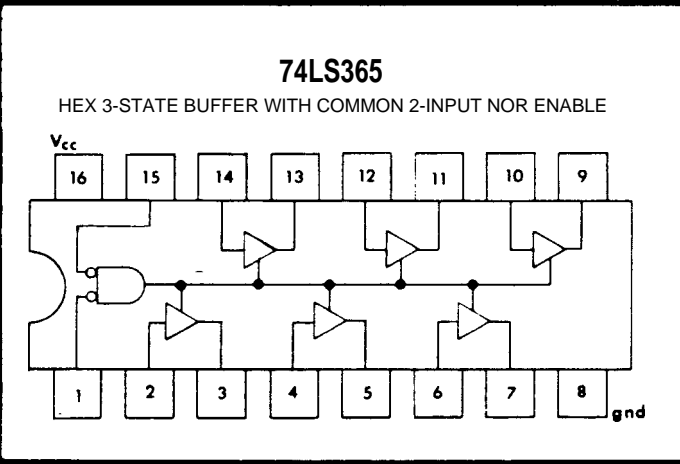 74LS365
HEX 3-STATE BUFFER WITH COMMON 2-INPUT NOR ENABLE
Vcc
16 15 14 13 12 11 10 9
1 2 3 4 5 6 7 8
gnd